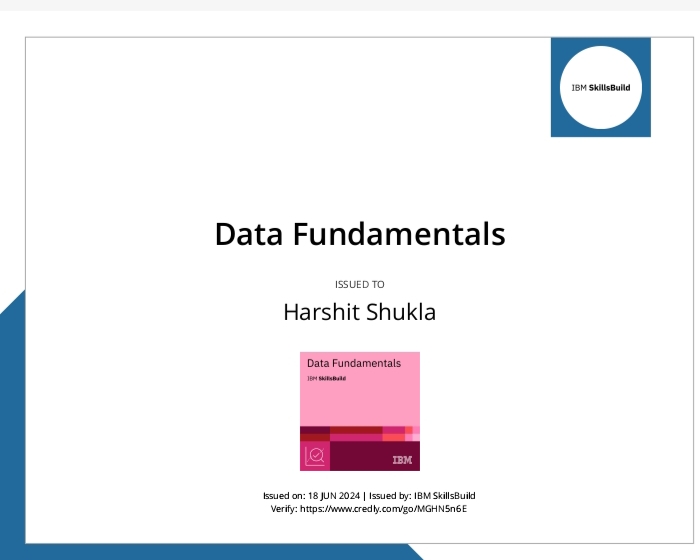 IBM SkillsBuild
Data Fundamentals
ISSUED TO
Harshit Shukla
Data Fundamentals
IBM SkillsBuild
IBM
Issued on: 18 JUN 2024 | Issued by: IBM SkillsBuild
Verify: https://www.credly.com/go/MGHN5n6E